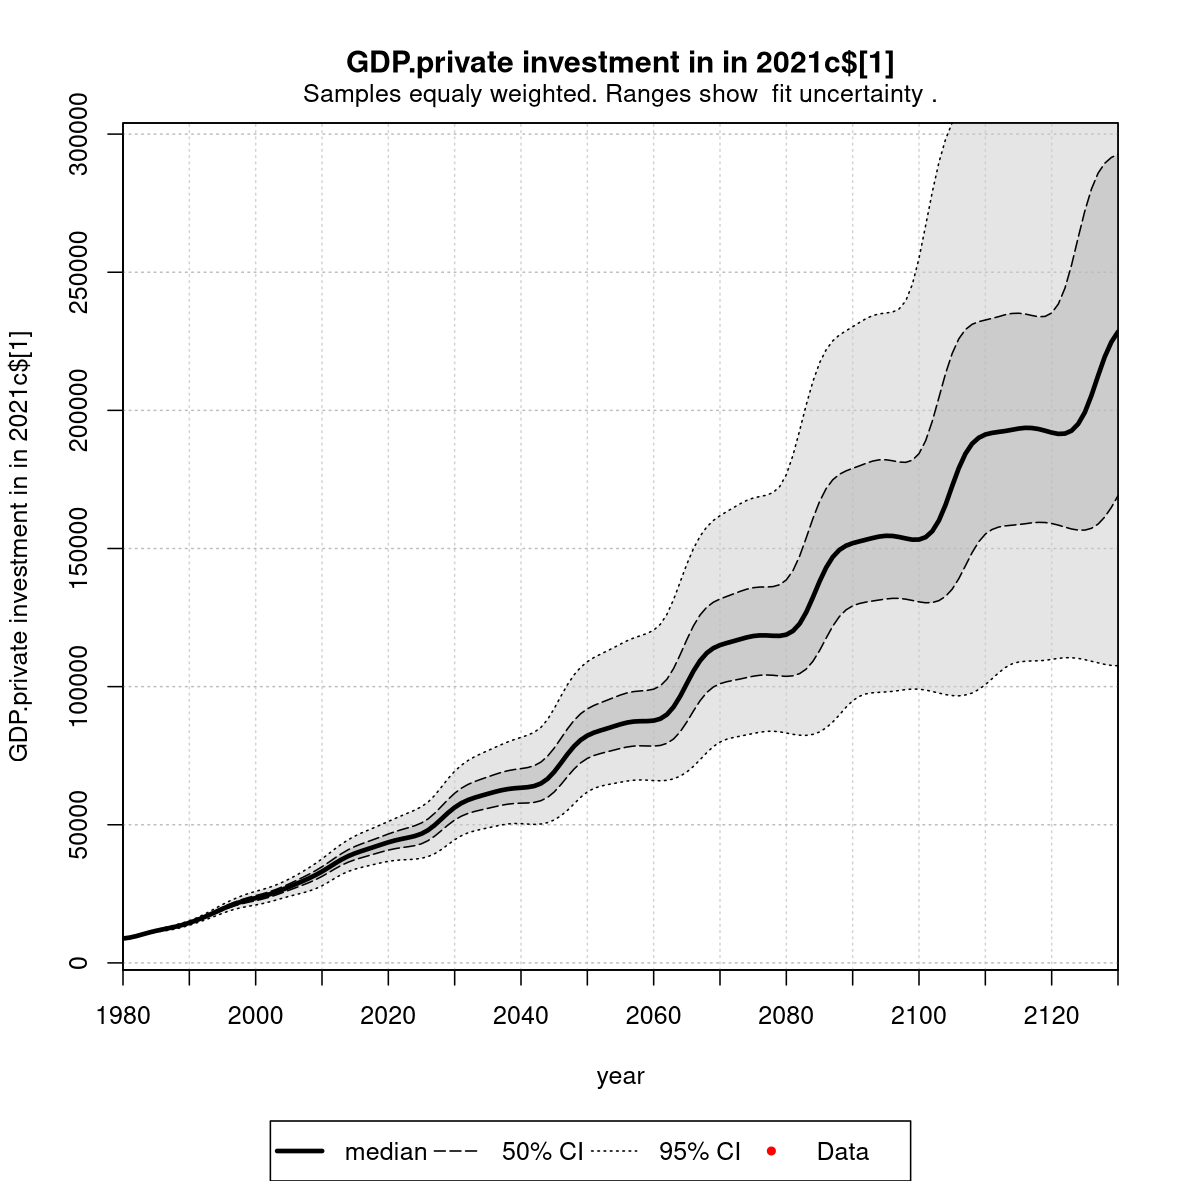 GDP.private investment in in 2021c$[1]
Samples equaly weighted. Ranges show  fit uncertainty .
GDP.private investment in in 2021c$[1]
300000
250000
200000
150000
100000
50000
0
1980 2000 2020 2040 2060 2080 2100 2120
year
median 50% CI 95% CI Data